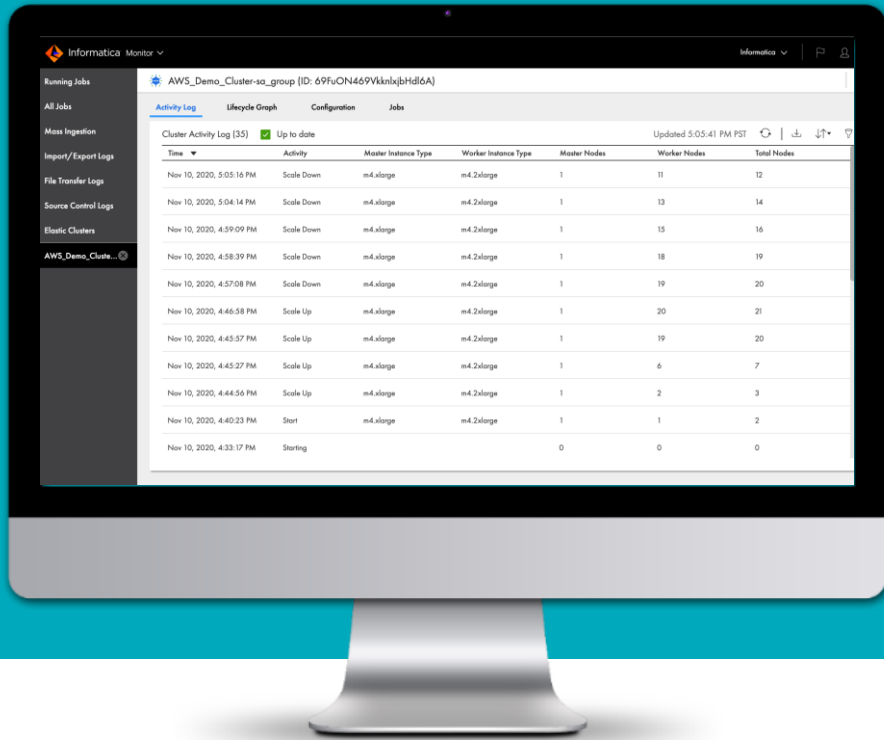 Informatica Monitor
Informatica
Running Jobs
All Jobs
Mass Ingestion
Import/Export Logs
File Transfer Logs
Source Control Logs
Elastic Clusters
AWS_Demo_Cluste...
AWS_Demo_Cluster-sa_group (ID: 69FuON469VkknlxjbHdl6A)
Activity Log Lifecycle Graph Configuration Jobs
Cluster Activity Log (35) Up to date Updated 5:05:41 PM PST
Time Activity Master Instance Type Worker Instance Type Master Nodes Worker Nodes Total Nodes
Nov 10, 2020, 5:05:16 PM Scale Down m4.xlarge m4.2xlarge 1 11 12
Nov 10, 2020, 5:04:14 PM Scale Down m4.xlarge m4.2xlarge 1 13 14
Nov 10, 2020, 4:59:09 PM Scale Down m4.xlarge m4.2xlarge 1 15 16
Nov 10, 2020, 4:58:39 PM Scale Down m4.xlarge m4.2xlarge 1 18 19
Nov 10, 2020, 4:57:08 PM Scale Down m4.xlarge m4.2xlarge 1 19 20
Nov 10, 2020, 4:46:58 PM Scale Up m4.xlarge m4.2xlarge 1 20 21
Nov 10, 2020, 4:45:57 PM Scale Up m4.xlarge m4.2xlarge 1 19 20
Nov 10, 2020, 4:45:27 PM Scale Up m4.xlarge m4.2xlarge 1 6 7
Nov 10, 2020, 4:44:56 PM Scale Up m4.xlarge m4.2xlarge 1 2 3
Nov 10, 2020, 4:40:23 PM Start m4.xlarge m4.2xlarge 1 1 2
Nov 10, 2020, 4:33:17 PM Starting 0 0 0